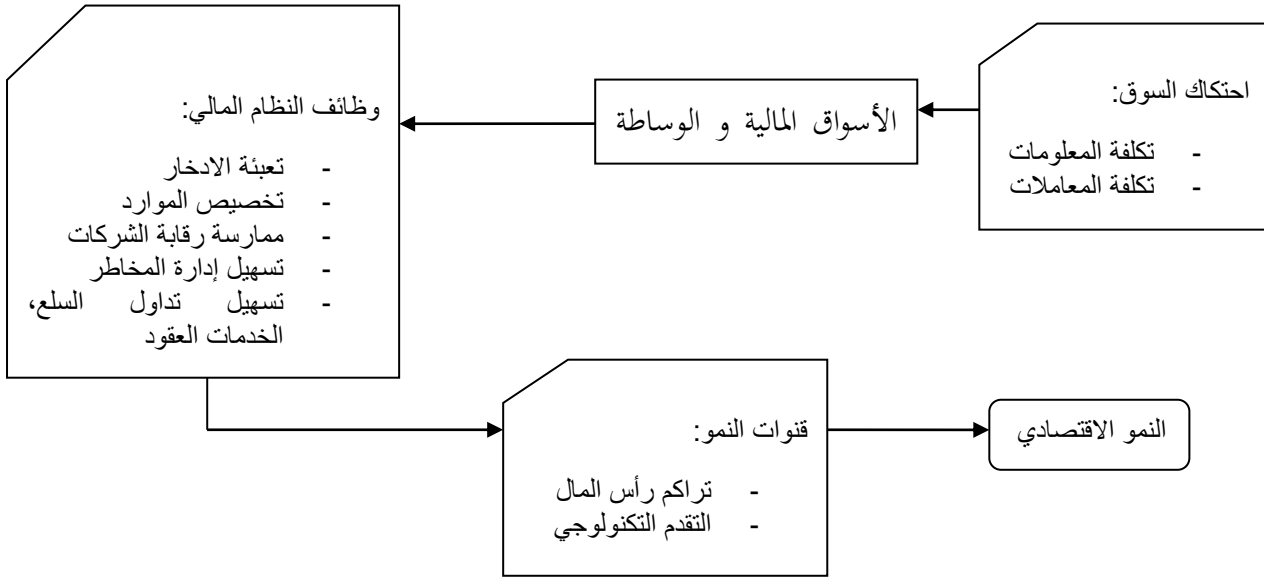 احتكاك السوق:
- تكلفة المعلومات
- تكلفة المعاملات
الأسواق المالية و الوساطة
وظائف النظام المالي:
- تعبئة الادخار
- تخصيص الموارد
- ممارسة رقابة الشركات
- تسهيل إدارة المخاطر
- تسهيل تداول السلع،
الخدمات العقود
قنوات النمو:
- تراكم رأس المال
- التقدم التكنولوجي
النمو الاقتصادي